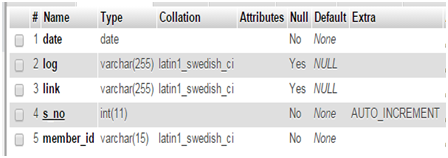 # Name Type Collation Attributes Null Default Extra
1 date date No None
2 log varchar(255) latin1_swedish_ci Yes NULL
3 link varchar(255) latin1_swedish_ci Yes NULL
4 s_no int(11) No None AUTO_INCREMENT
5 member_id varchar(15) latin1_swedish_ci No None